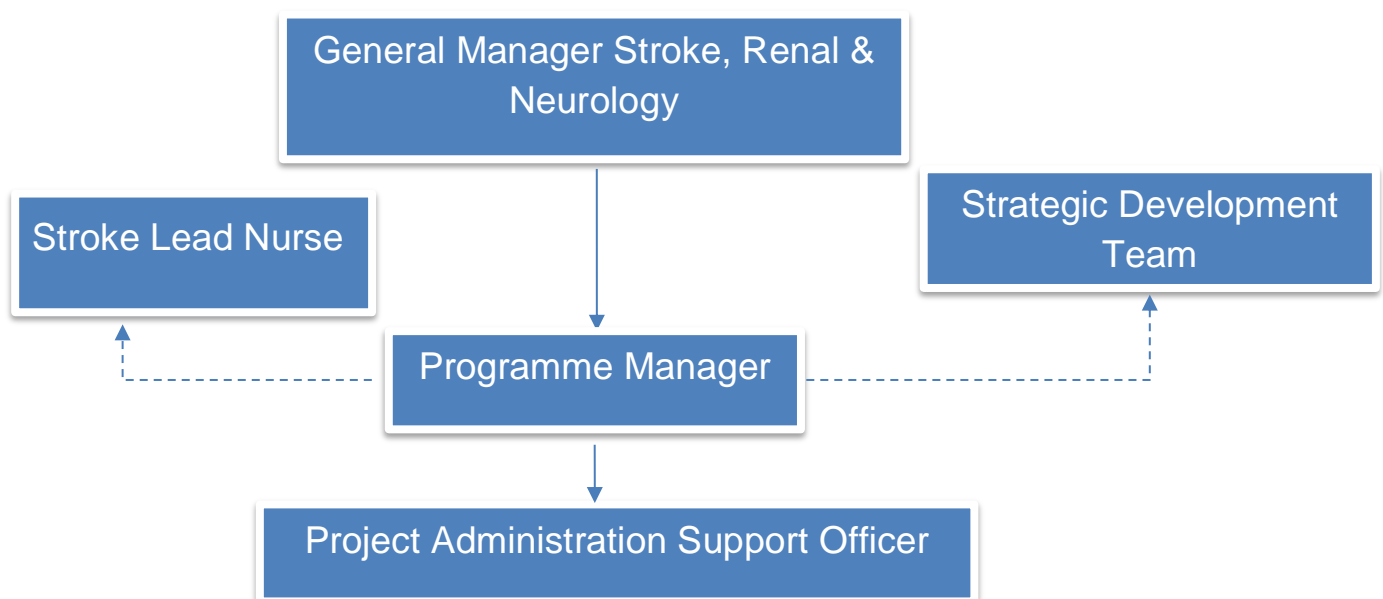 General Manager Stroke, Renal &
Neurology
Stroke Lead Nurse
Strategic Development
Team
Programme Manager
Project Administration Support Officer